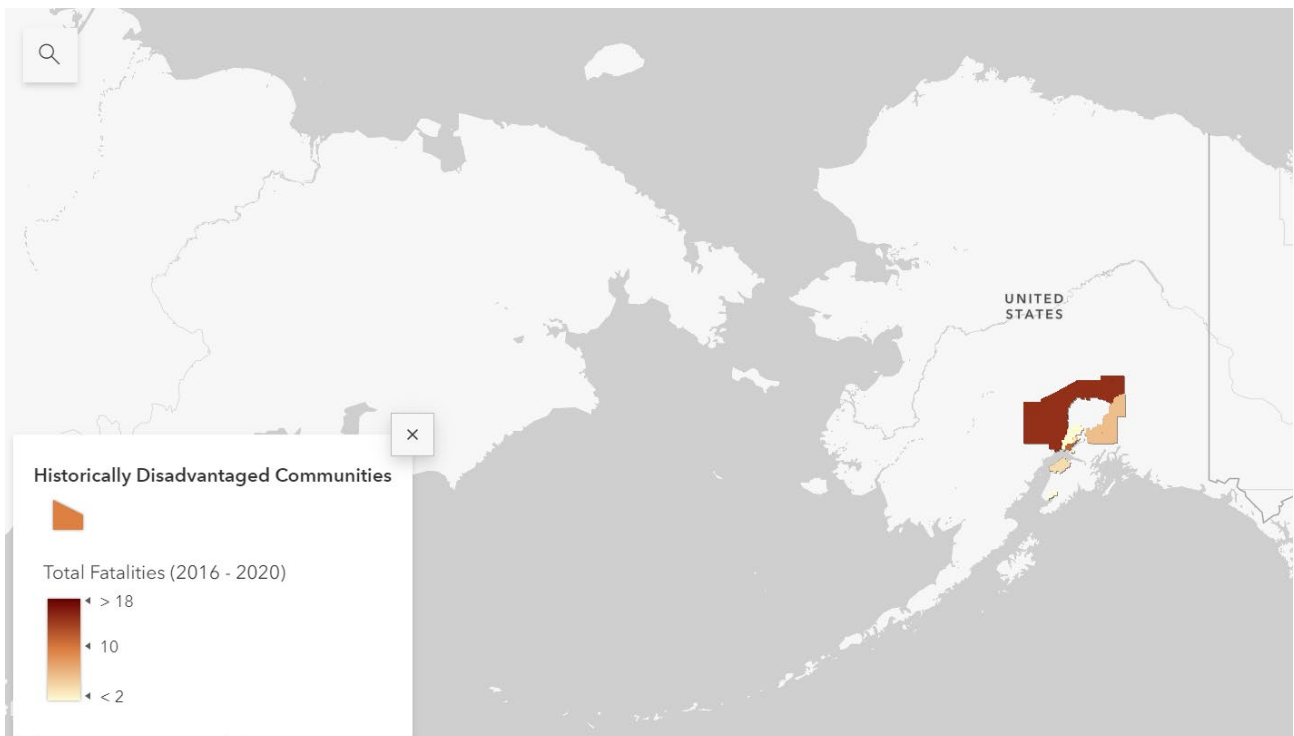 UNITED
STATES
Historically Disadvantaged Communities
Total Fatalities (2016 - 2020)
> 18
10
< 2